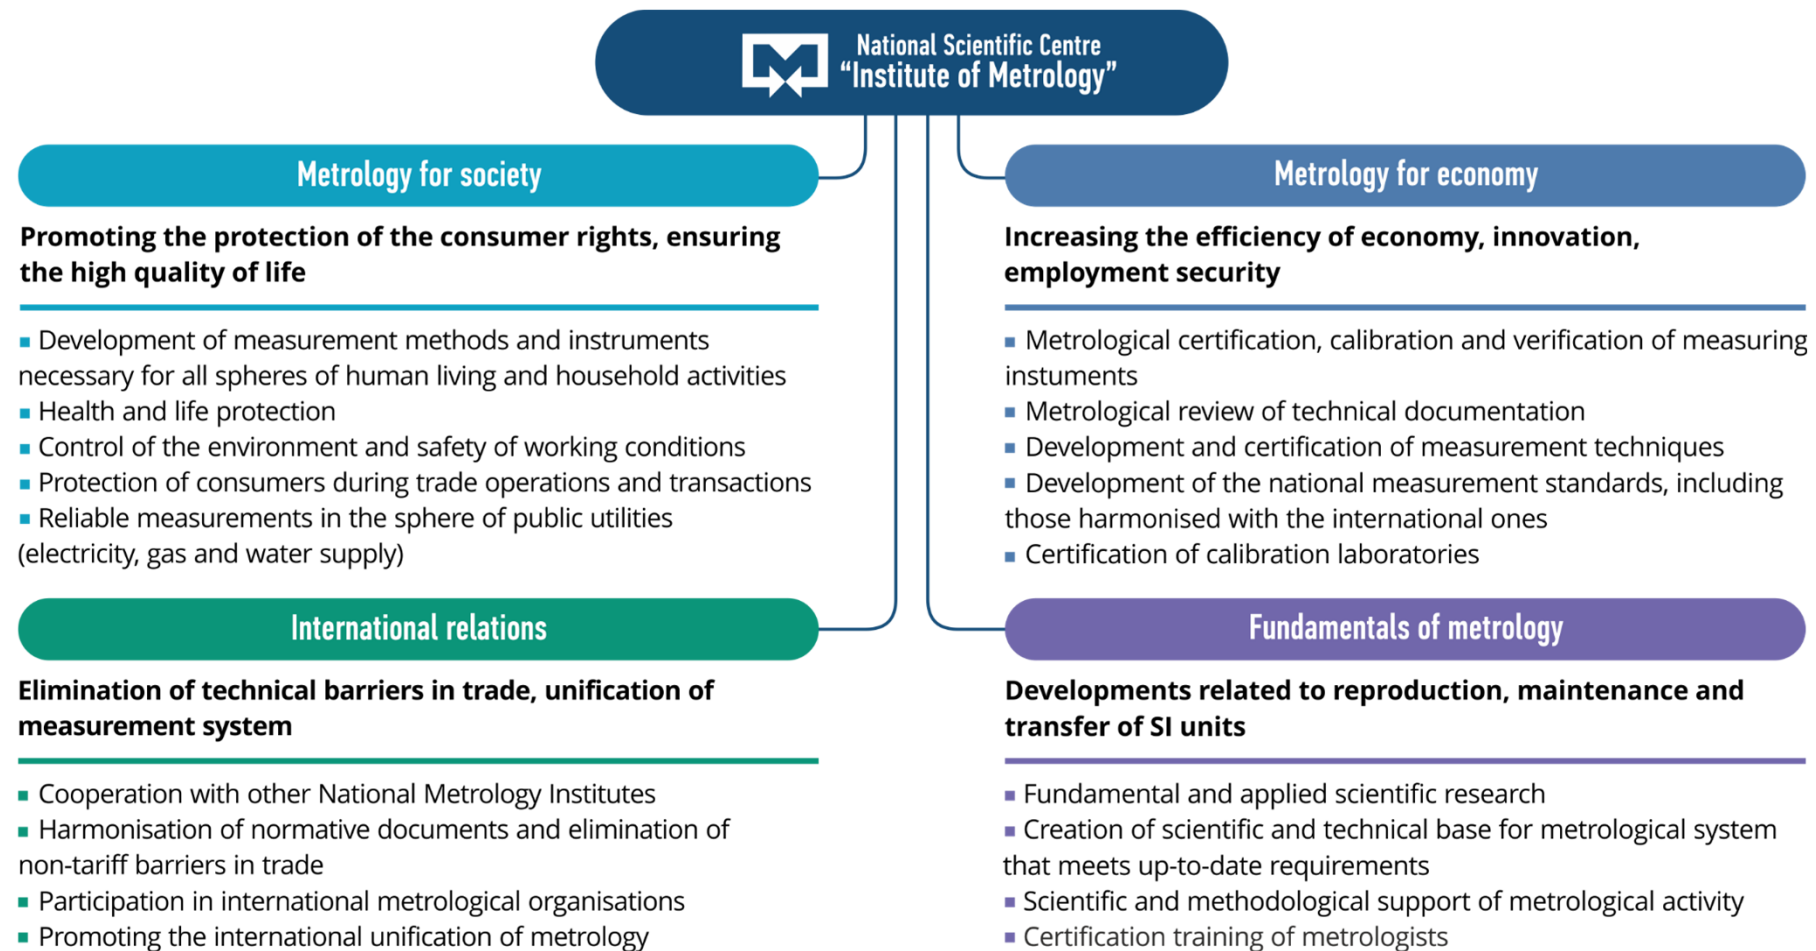 National Scientific Centre
“Institute of Metrology”
Metrology for society
Promoting the protection of the consumer rights, ensuring
the high quality of life
▪ Development of measurement methods and instruments
necessary for all spheres of human living and household activities
▪ Health and life protection
▪ Control of the environment and safety of working conditions
▪ Protection of consumers during trade operations and transactions
▪ Reliable measurements in the sphere of public utilities
(electricity, gas and water supply)
Metrology for economy
Increasing the efficiency of economy, innovation,
employment security
▪ Metrological certification, calibration and verification of measuring
instuments
▪ Metrological review of technical documentation
▪ Development and certification of measurement techniques
▪ Development of the national measurement standards, including
those harmonised with the international ones
▪ Certification of calibration laboratories
International relations
Elimination of technical barriers in trade, unification of
measurement system
▪ Cooperation with other National Metrology Institutes
▪ Harmonisation of normative documents and elimination of
non-tariff barriers in trade
▪ Participation in international metrological organisations
▪ Promoting the international unification of metrology
Fundamentals of metrology
Developments related to reproduction, maintenance and
transfer of SI units
▪ Fundamental and applied scientific research
▪ Creation of scientific and technical base for metrological system
that meets up-to-date requirements
▪ Scientific and methodological support of metrological activity
▪ Certification training of metrologists